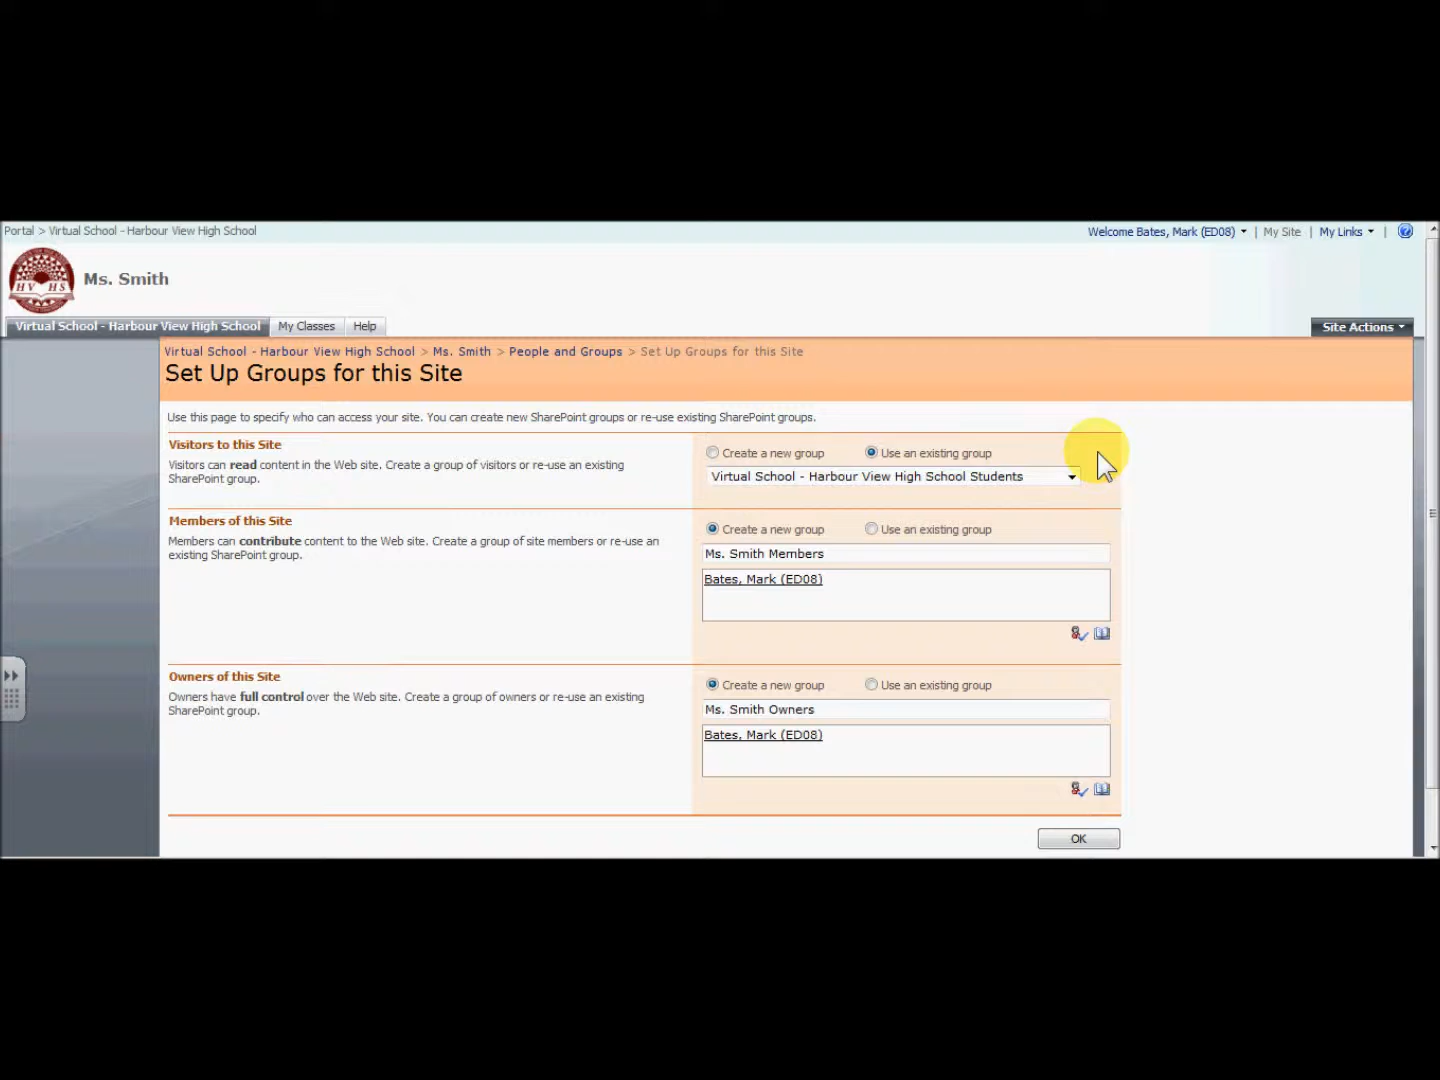 Portal > Virtual School - Harbour View High School
Welcome Bates, Mark (ED08) | My Site | My Links |
HV HS
Ms. Smith
Virtual School - Harbour View High School My Classes Help
Site Actions
Virtual School - Harbour View High School > Ms. Smith > People and Groups > Set Up Groups for this Site
Set Up Groups for this Site
Use this page to specify who can access your site. You can create new SharePoint groups or re-use existing SharePoint groups.
Visitors to this Site
Visitors can read content in the Web site. Create a group of visitors or re-use an existing
SharePoint group.
Create a new group Use an existing group
Virtual School - Harbour View High School Students
Members of this Site
Members can contribute content to the Web site. Create a group of site members or re-use an
existing SharePoint group.
Create a new group Use an existing group
Ms. Smith Members
Bates, Mark (ED08)
Owners of this Site
Owners have full control over the Web site. Create a group of owners or re-use an existing
SharePoint group.
Create a new group Use an existing group
Ms. Smith Owners
Bates, Mark (ED08)
OK